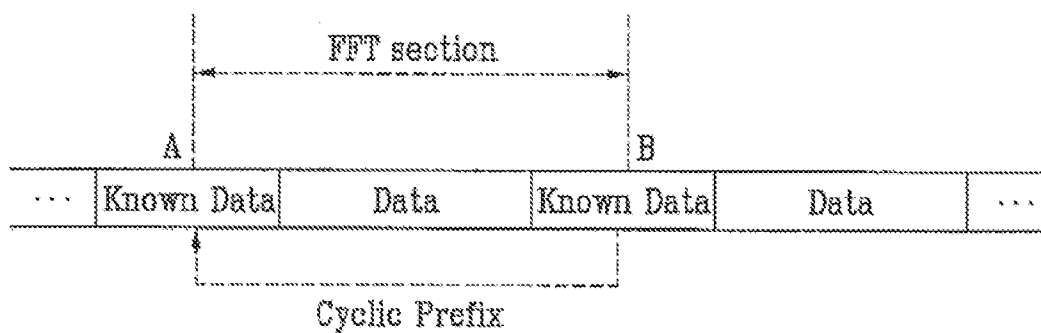 FFT section
A B
... Known Data Data Known Data Data ...
Cyclic Prefix